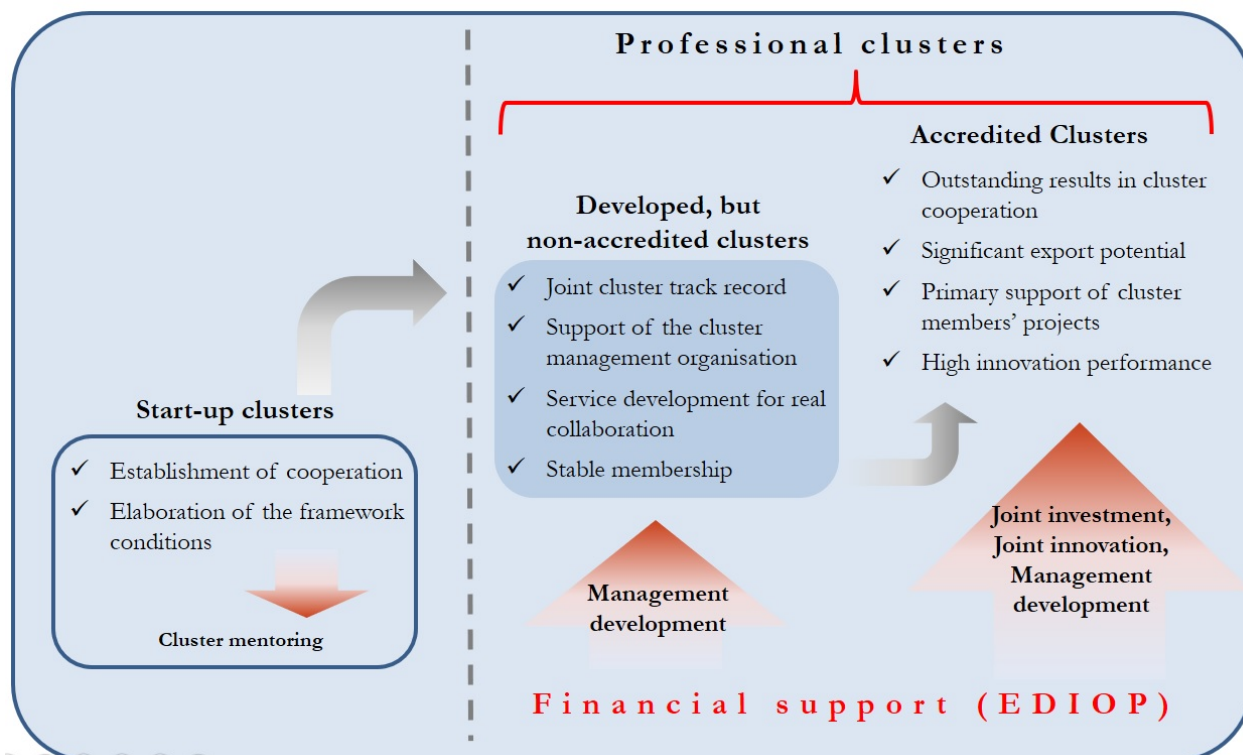 Professional clusters
Accredited Clusters
✓ Outstanding results in cluster
cooperation
✓ Significant export potential
✓ Primary support of cluster
members’ projects
✓ High innovation performance
Developed, but
non-accredited clusters
✓ Joint cluster track record
✓ Support of the cluster
management organisation
✓ Service development for real
collaboration
✓ Stable membership
Start-up clusters
✓ Establishment of cooperation
✓ Elaboration of the framework
conditions
Cluster mentoring
Management
development
Joint investment,
Joint innovation,
Management
development
Financial support (EDIOP)